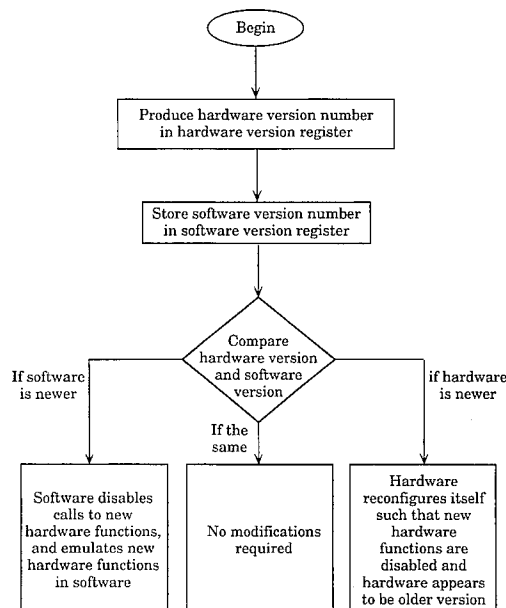 Begin
Produce hardware version number
in hardware version register
Store software version number
in software version register
Compare
hardware version
and software
version
If software
is newer
If the
same
if hardware
is newer
Software disables
calls to new
hardware functions,
and emulates new
hardware functions
in software
No modifications
required
Hardware
reconfigures itself
such that new
hardware
functions are
disabled and
hardware appears
to be older version